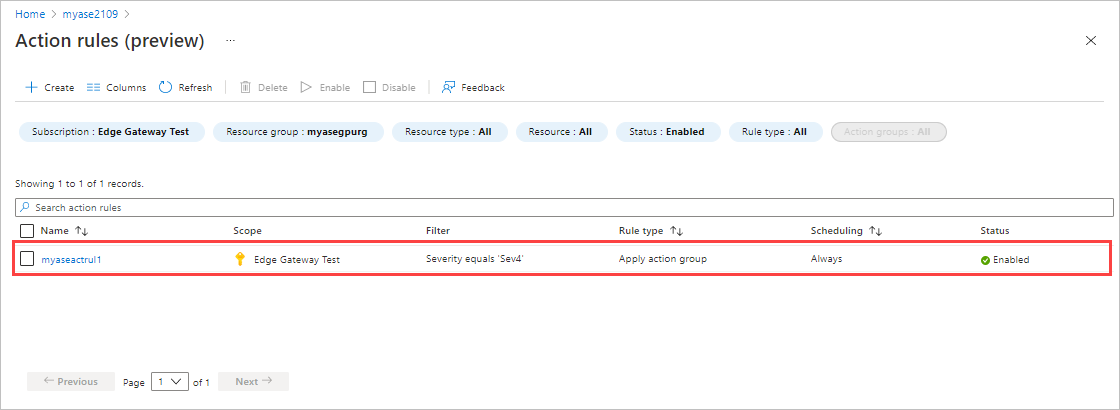 Home > myase2109 >
Action rules (preview) ...
Create Columns Refresh Delete Enable Disable Feedback
Subscription : Edge Gateway Test Resource group : myasegpurg Resource type : All Resource : All Status : Enabled Rule type : All Action groups : All
Showing 1 to 1 of 1 records.
Search action rules
Name ↑↓ Scope Filter Rule type ↑↓ Scheduling ↑↓ Status
myaseactrul1 Edge Gateway Test Severity equals 'Sev4' Apply action group Always Enabled
← Previous Page 1 of 1 Next →